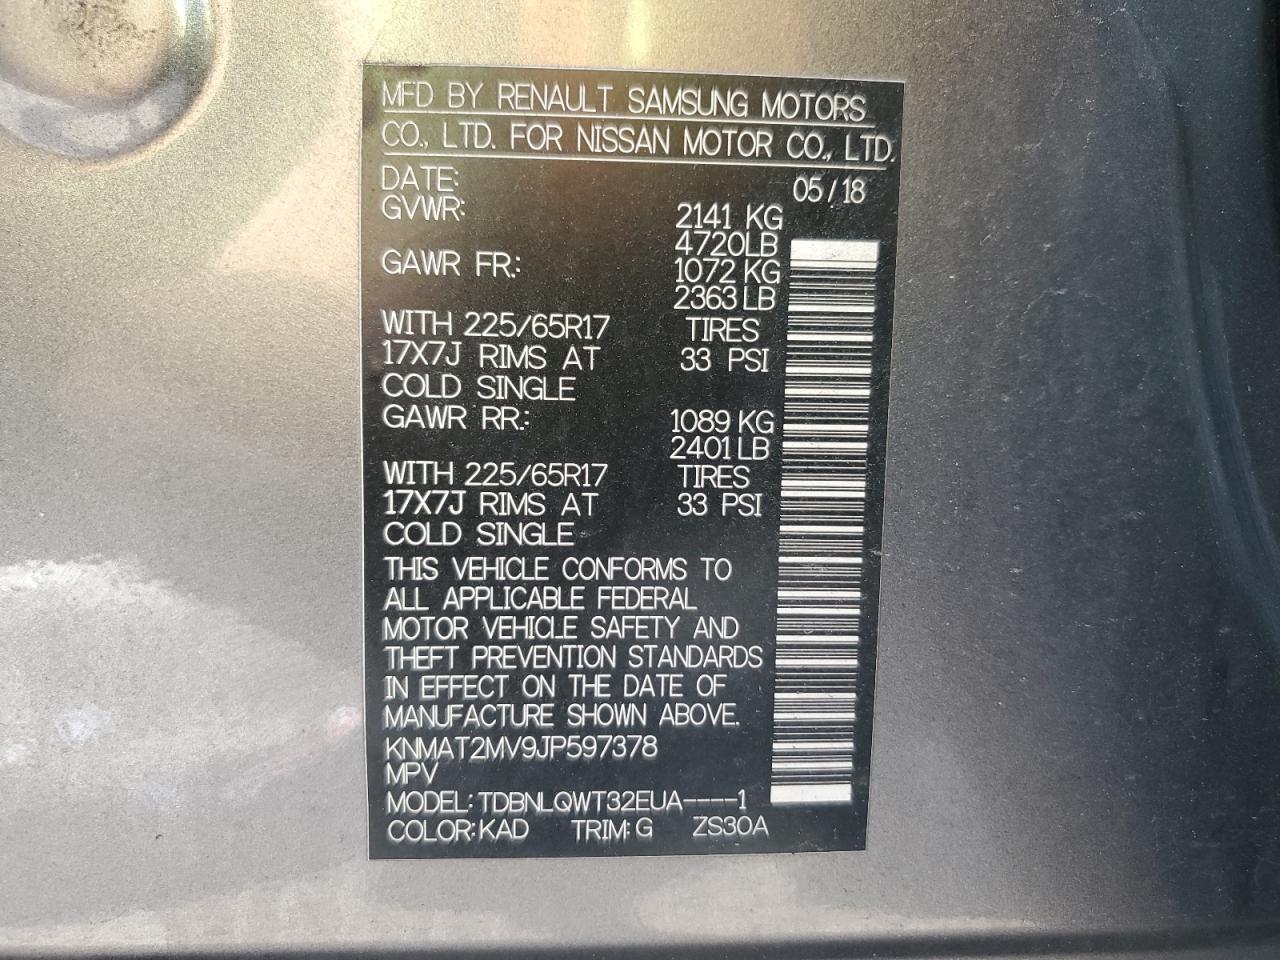 MFD BY RENAULT SAMSUNG MOTORS
CO., LTD. FOR NISSAN MOTOR CO., LTD.
DATE: 05/18
GVWR: 2141 KG
4720LB
GAWR FR.: 1072 KG
2363LB
WITH 225/65R17 TIRES
17X7J RIMS AT 33 PSI
COLD SINGLE
GAWR RR.: 1089 KG
2401LB
WITH 225/65R17 TIRES
17X7J RIMS AT 33 PSI
COLD SINGLE
THIS VEHICLE CONFORMS TO
ALL APPLICABLE FEDERAL
MOTOR VEHICLE SAFETY AND
THEFT PREVENTION STANDARDS
IN EFFECT ON THE DATE OF
MANUFACTURE SHOWN ABOVE.
KNMAT2MV9JP597378
MPV
MODEL: TDBNLQWT32EUA----1
COLOR: KAD TRIM: G ZS30A